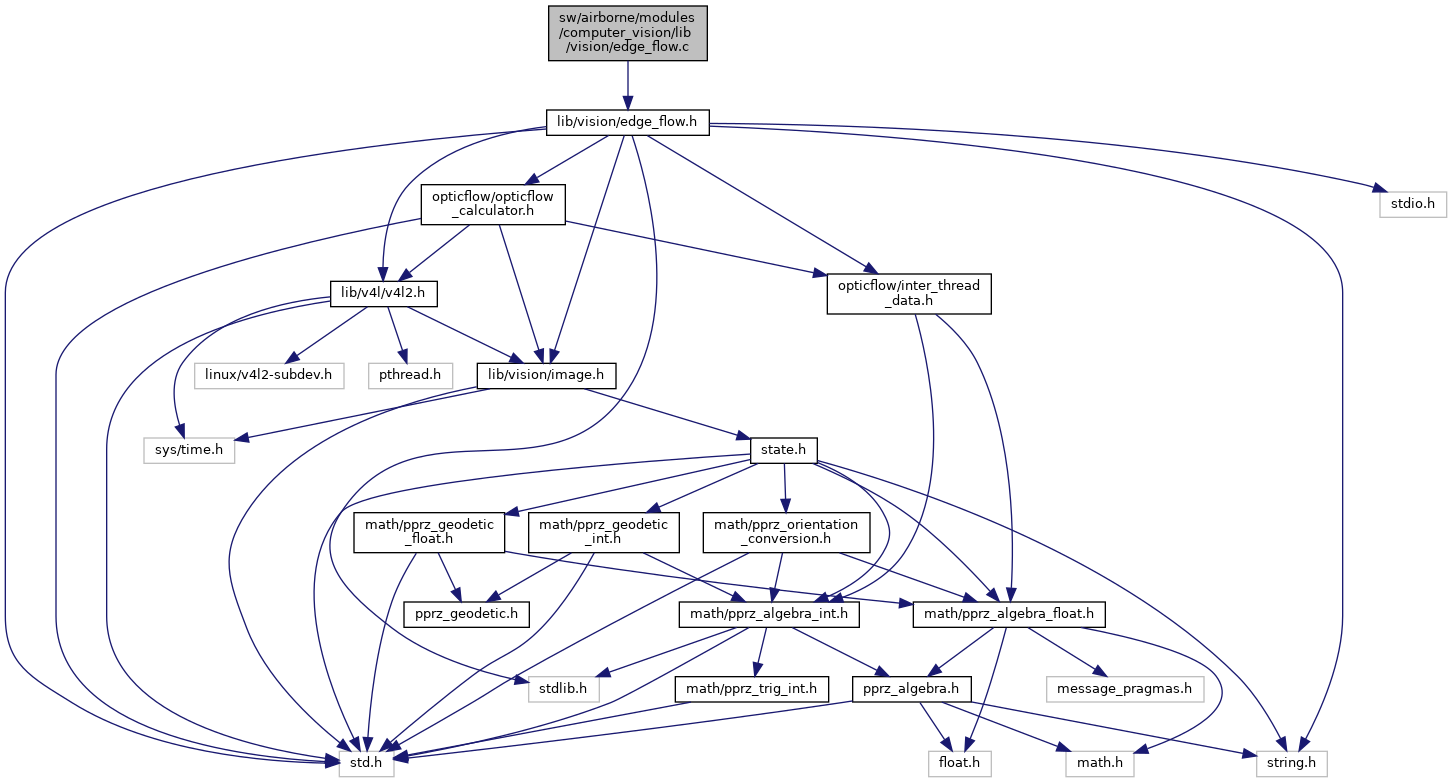 sw/airborne/modules
/computer_vision/lib
/vision/edge_flow.c
lib/vision/edge_flow.h
opticflow/opticflow
_calculator.h
stdio.h
lib/v4l/v4l2.h
opticflow/inter_thread
_data.h
linux/v4l2-subdev.h
pthread.h
lib/vision/image.h
sys/time.h
state.h
math/pprz_geodetic
_float.h
math/pprz_geodetic
_int.h
math/pprz_orientation
_conversion.h
pprz_geodetic.h
math/pprz_algebra_int.h
math/pprz_algebra_float.h
stdlib.h
math/pprz_trig_int.h
pprz_algebra.h
message_pragmas.h
std.h
float.h
math.h
string.h